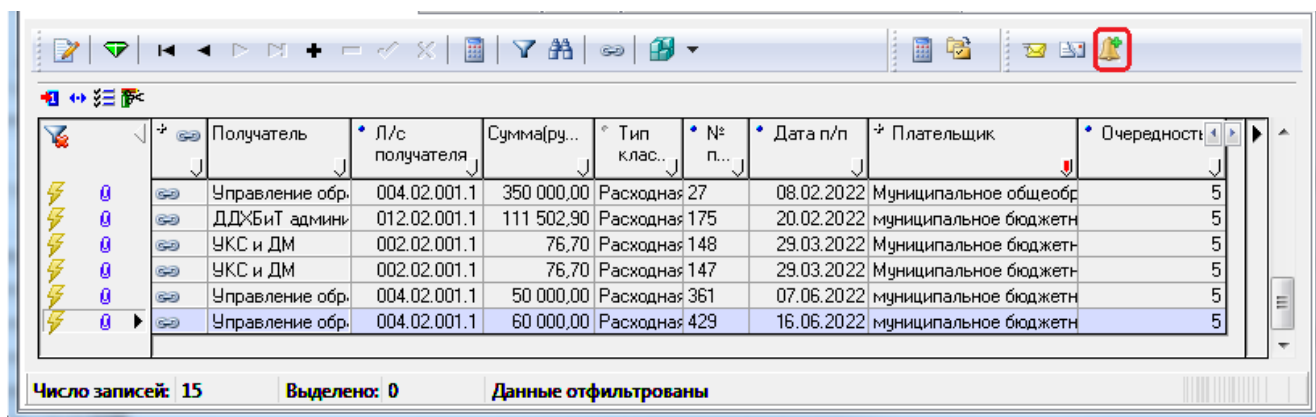 Получатель Л/с получателя Сумма(ру... Тип клас... № п... Дата п/п Плательщик Очередность
Управление обр. 004.02.001.1 350 000,00 Расходная 27 08.02.2022 Муниципальное общеобр 5
ДДХБиТ админи 012.02.001.1 111 502,90 Расходная 175 20.02.2022 муниципальное бюджетн 5
УКС и ДМ 002.02.001.1 76,70 Расходная 148 29.03.2022 Муниципальное бюджетн 5
УКС и ДМ 002.02.001.1 76,70 Расходная 147 29.03.2022 Муниципальное бюджетн 5
Управление обр. 004.02.001.1 50 000,00 Расходная 361 07.06.2022 муниципальное бюджетн 5
Управление обр. 004.02.001.1 60 000,00 Расходная 429 16.06.2022 муниципальное бюджетн 5
Число записей: 15 Выделено: 0 Данные отфильтрованы